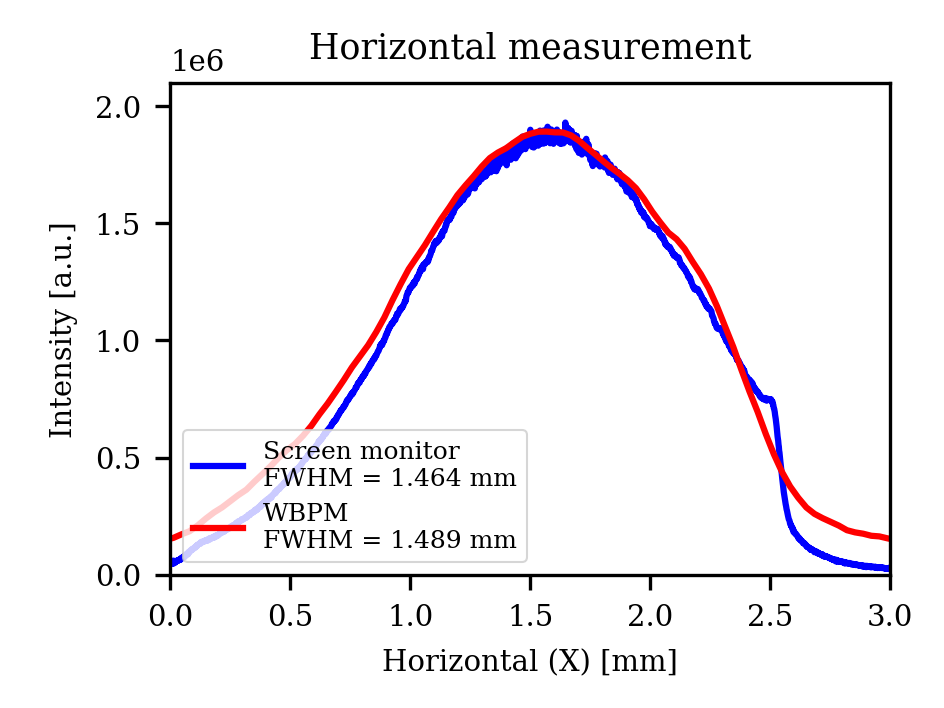 Horizontal measurement
1e6
2.0
1.5
1.0
0.5
0.0
Intensity [a.u.]
Screen monitor
FWHM = 1.464 mm
WBPM
FWHM = 1.489 mm
0.0 0.5 1.0 1.5 2.0 2.5 3.0
Horizontal (X) [mm]